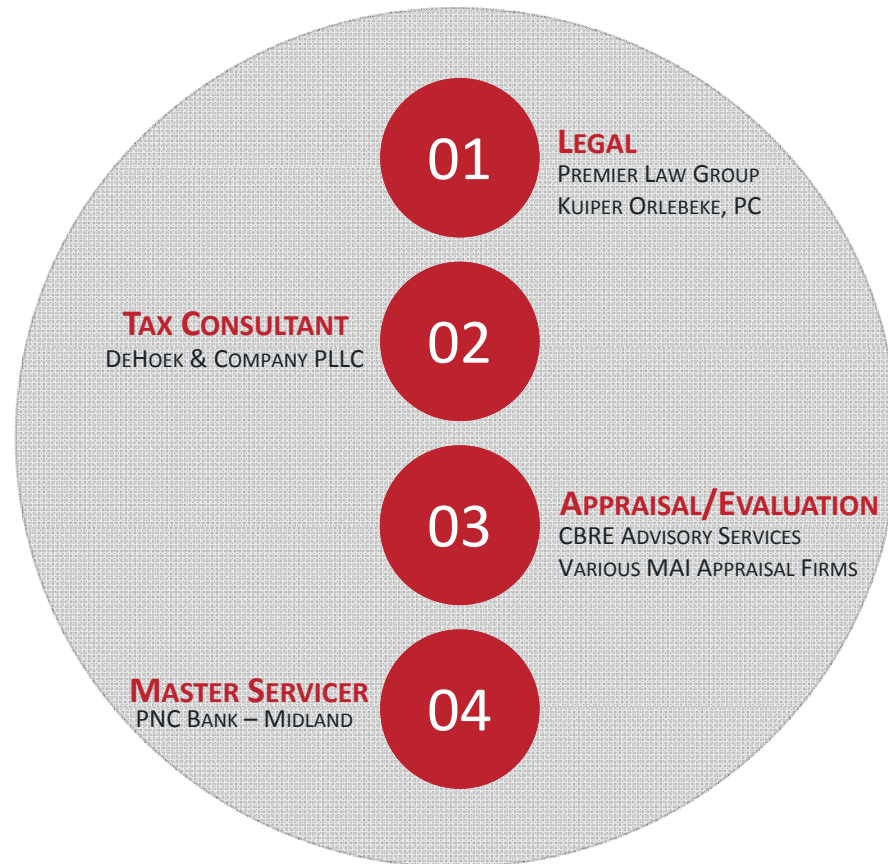 01
LEGAL
PREMIER LAW GROUP
KUIPER ORLEBEKE, PC
02
TAX CONSULTANT
DEHOEK & COMPANY PLLC
03
APPRAISAL/EVALUATION
CBRE ADVISORY SERVICES
VARIOUS MAI APPRAISAL FIRMS
04
MASTER SERVICER
PNC BANK – MIDLAND